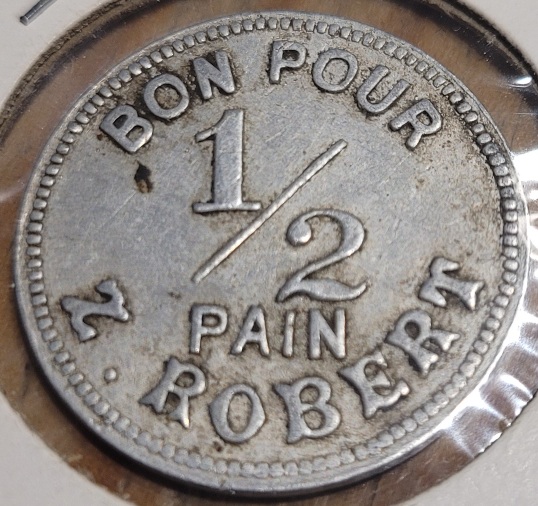 BON POUR
1/2
PAIN
Z. ROBERT